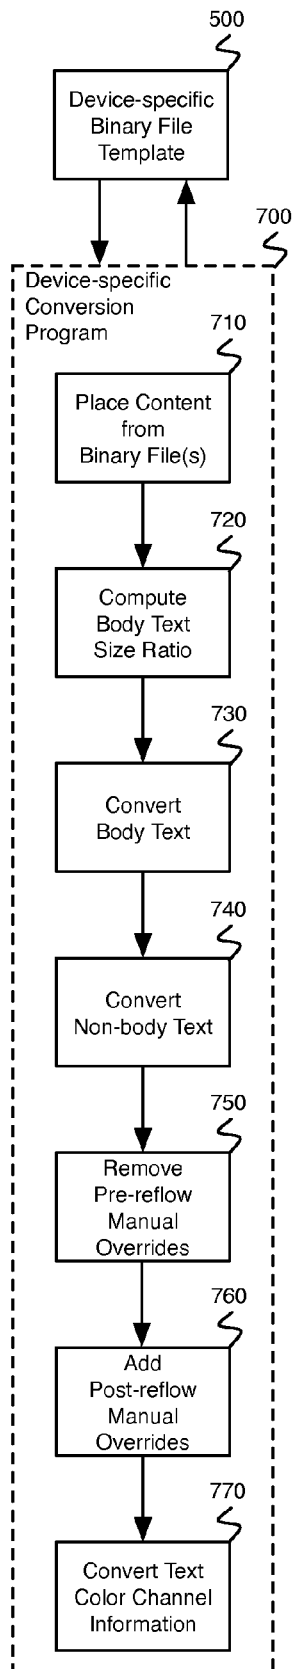 500
Device-specific
Binary File
Template
700
Device-specific
Conversion
Program
710
Place Content
from
Binary File(s)
720
Compute
Body Text
Size Ratio
730
Convert
Body Text
740
Convert
Non-body Text
750
Remove
Pre-reflow
Manual
Overrides
760
Add
Post-reflow
Manual
Overrides
770
Convert Text
Color Channel
Information